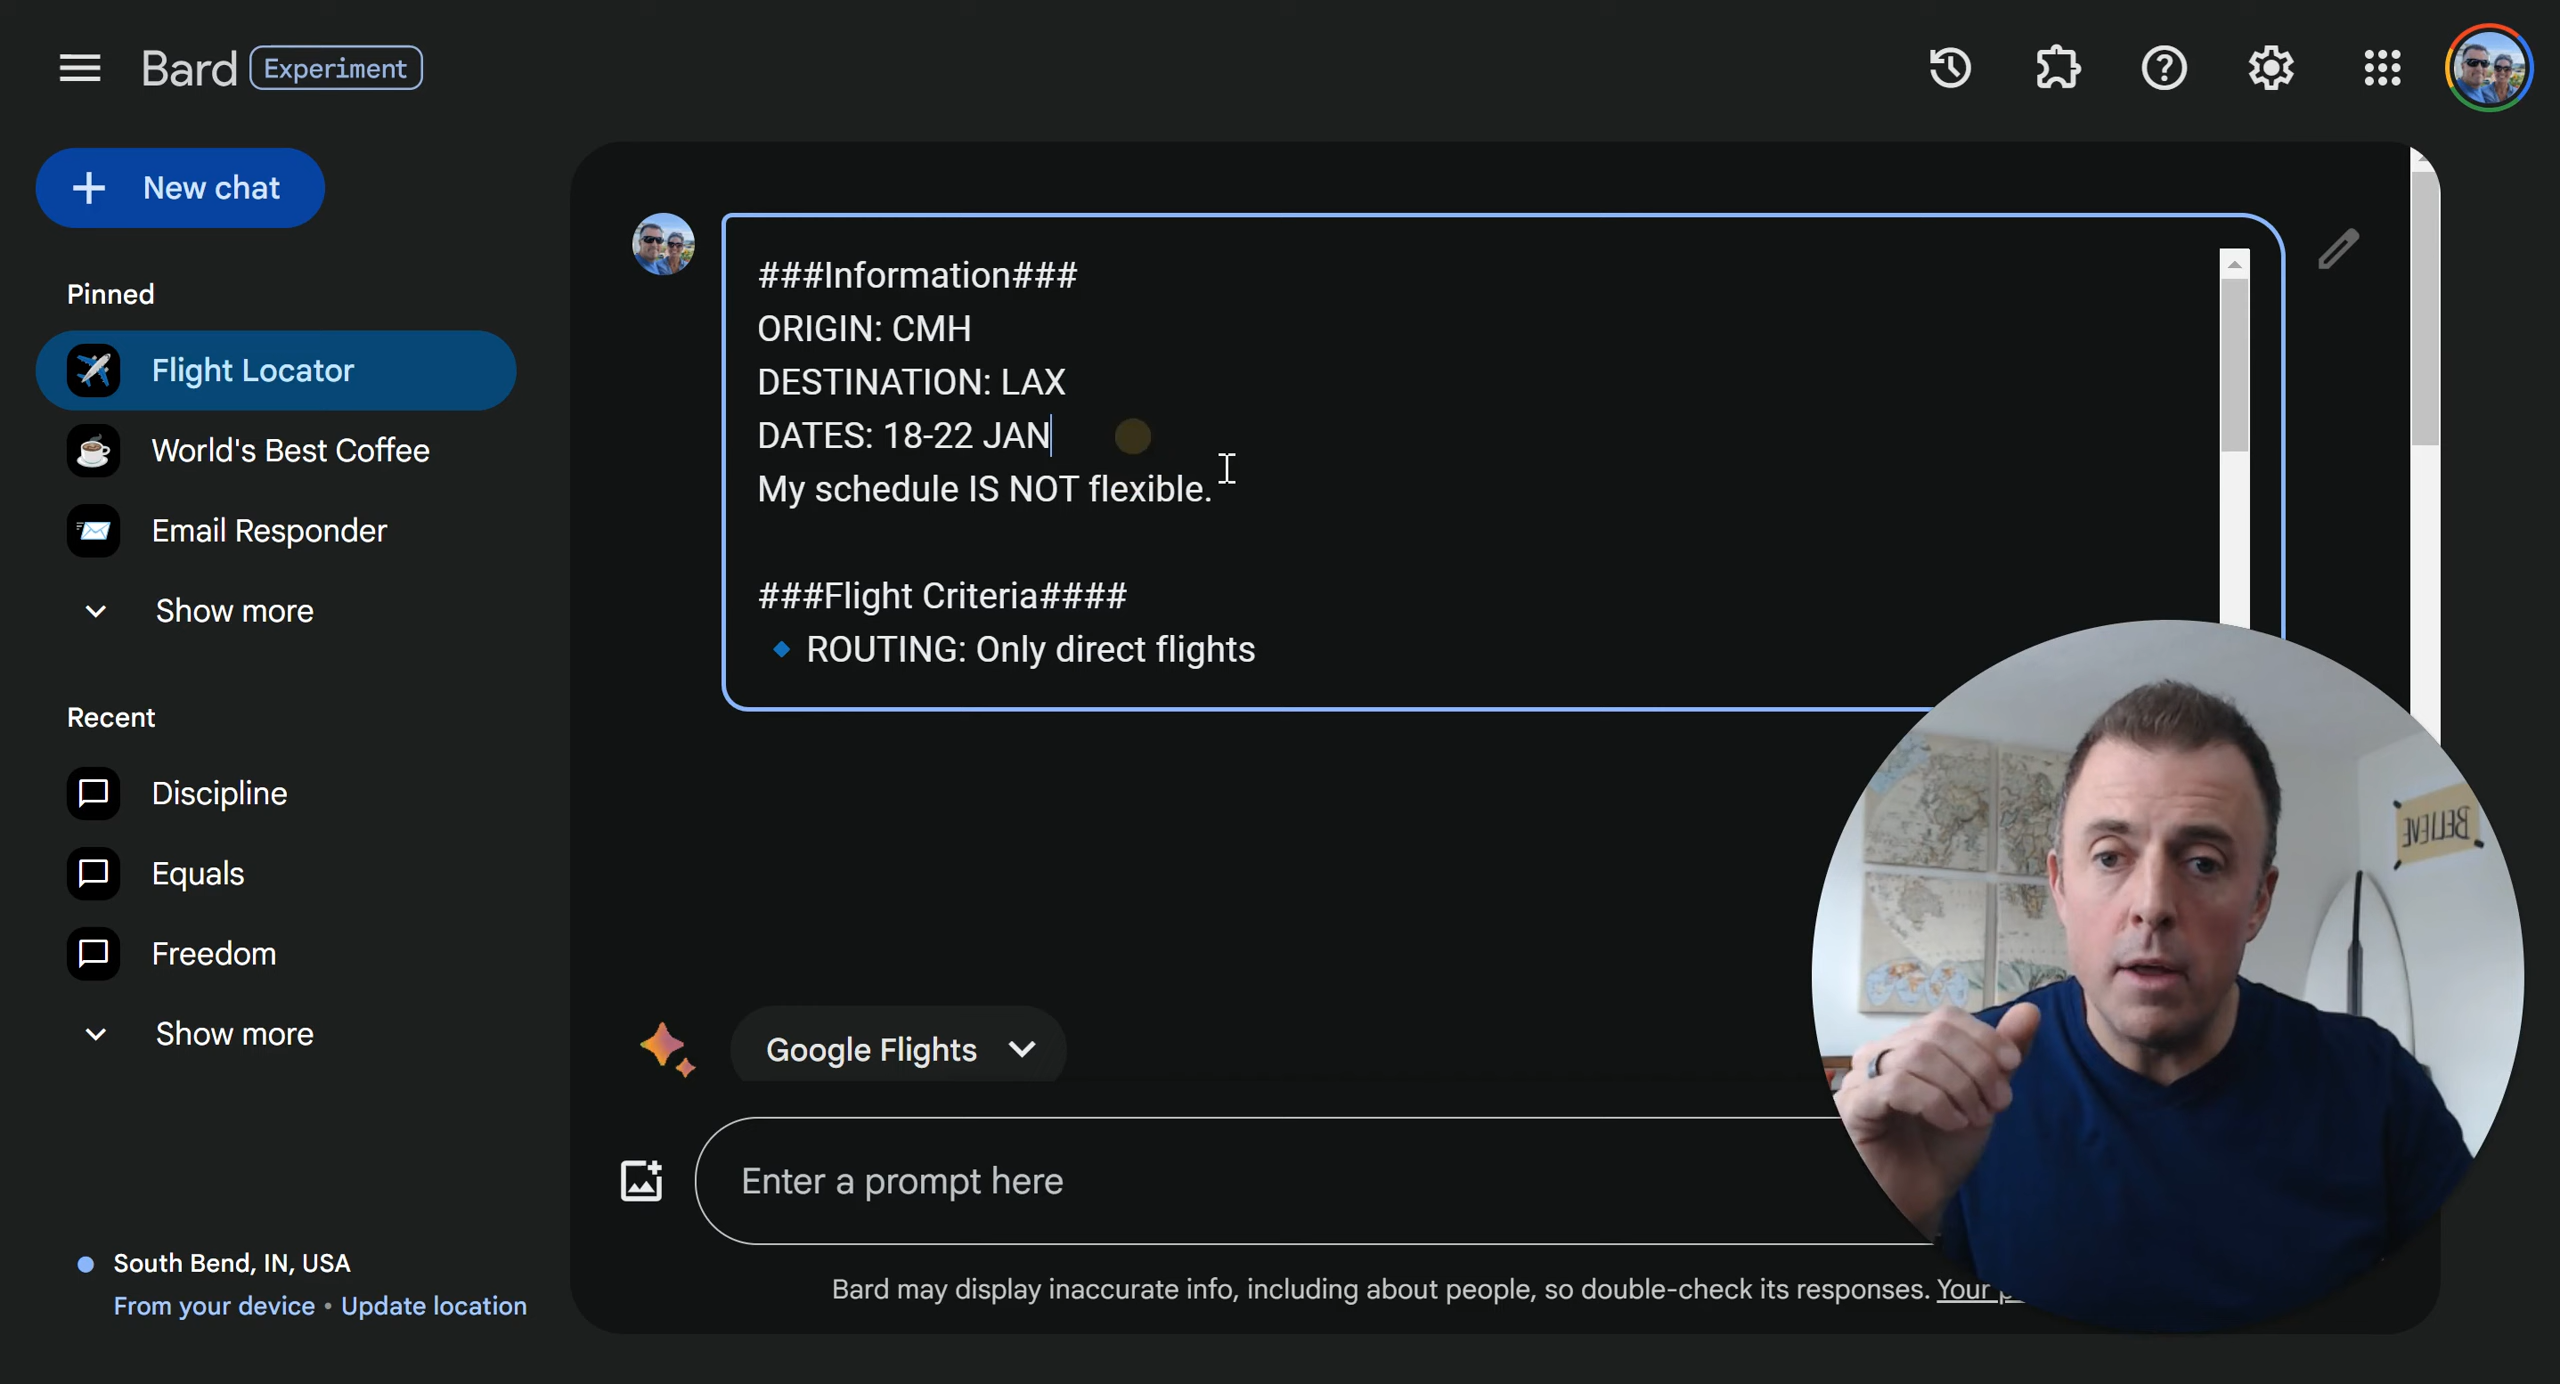 Bard Experiment
New chat
Pinned
Flight Locator
World's Best Coffee
Email Responder
Show more
Recent
Discipline
Equals
Freedom
Show more
South Bend, IN, USA
From your device • Update location
###Information###
ORIGIN: CMH
DESTINATION: LAX
DATES: 18-22 JAN
My schedule IS NOT flexible.
###Flight Criteria####
🔹 ROUTING: Only direct flights
Google Flights
Enter a prompt here
Bard may display inaccurate info, including about people, so double-check its responses. Your
BELIEVE